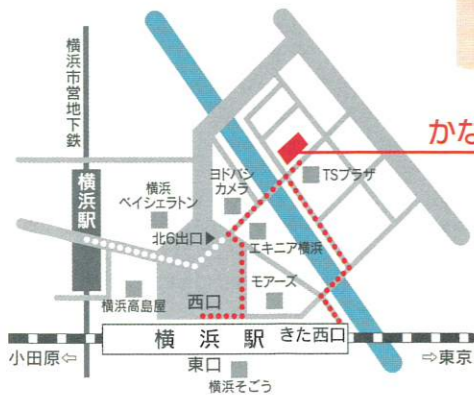 横浜市営地下鉄
横浜駅
かな
TSプラザ
ヨドバシ
カメラ
横浜
ベイシェラトン
北6出口▶
エキニア横浜
モアーズ
横浜高島屋
西口
横浜駅
きた西口
小田原⇦
⇨東京
東口
横浜そごう